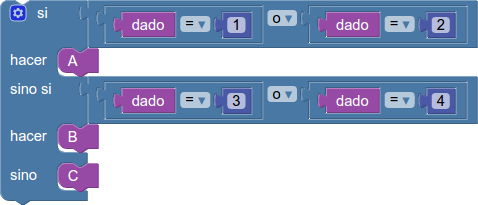 si dado = 1 o dado = 2
hacer A
sino si dado = 3 o dado = 4
hacer B
sino C